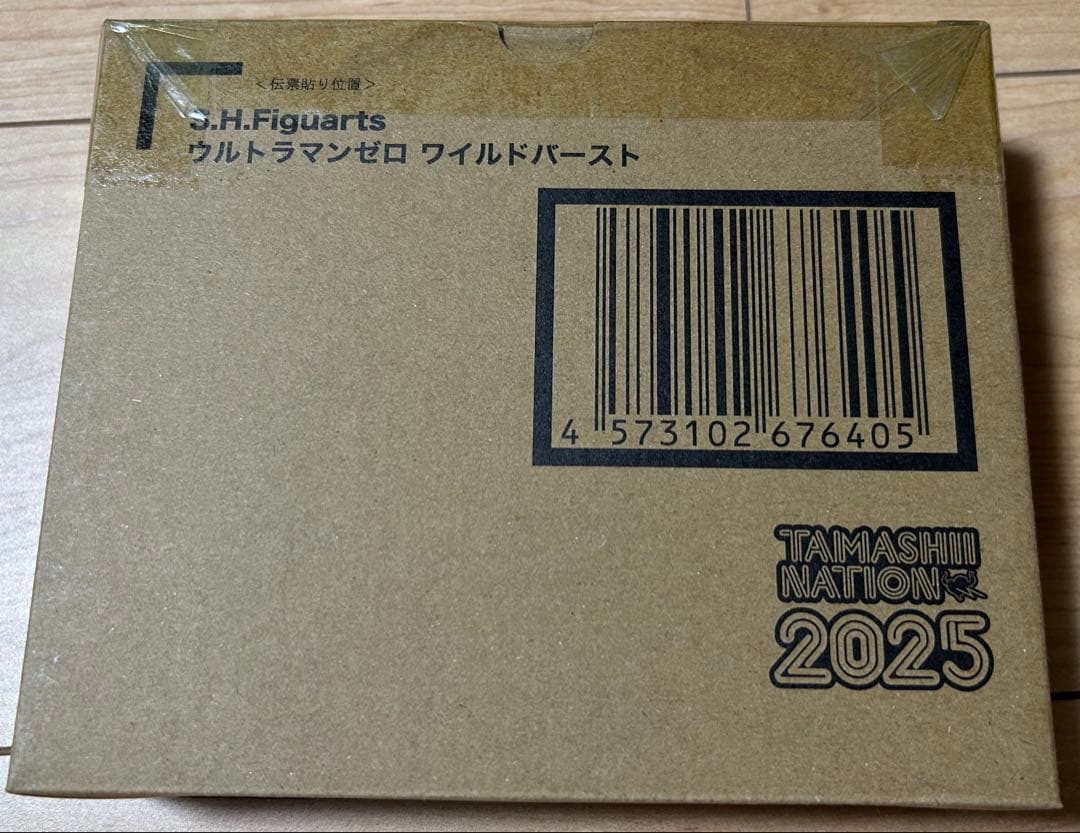 <伝票貼り位置>
S.H.Figuarts
ウルトラマンゼロ ワイルドバースト
4 573102 676405
TAMASHII
NATION
2025